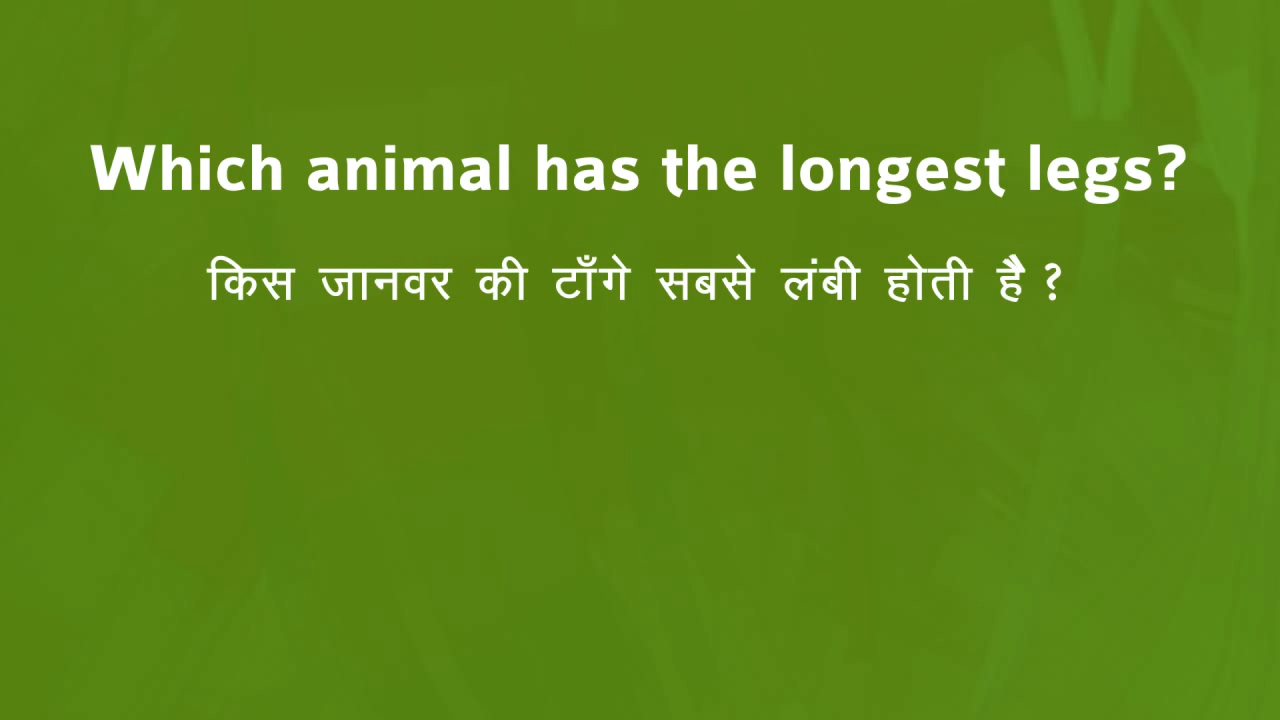 Which animal has the longest legs?
किस जानवर की टाँगे सबसे लंबी होती है ?